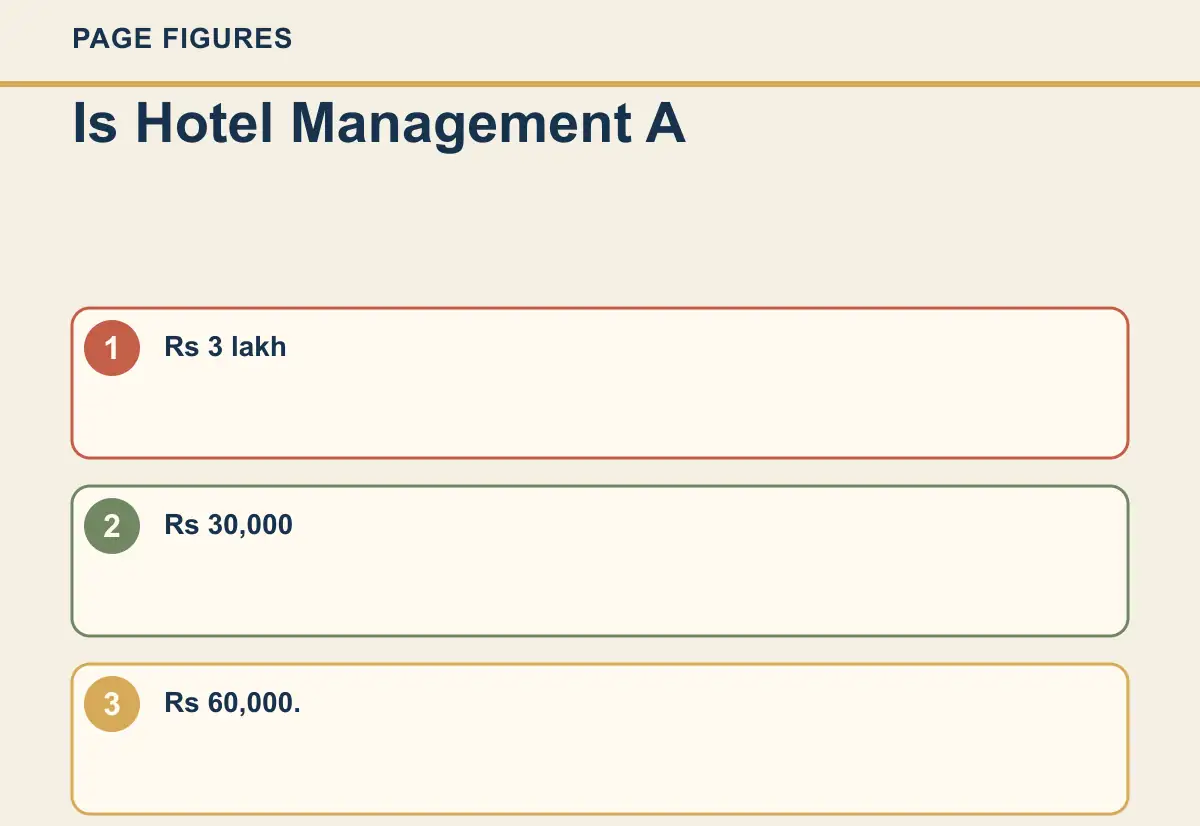 PAGE FIGURES
Is Hotel Management A
1 Rs 3 lakh
2 Rs 30,000
3 Rs 60,000.